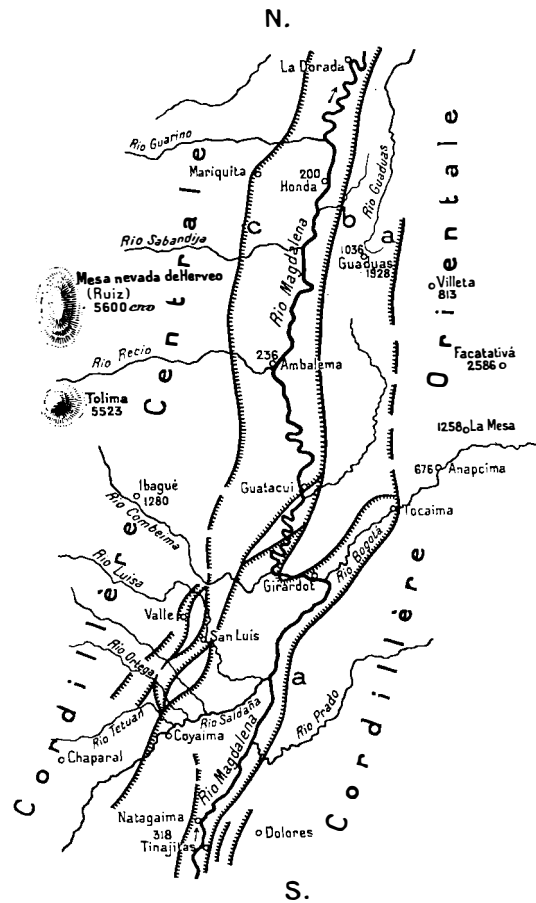 N.
La Dorada
Rio Guarino
Mariquita
200
Honda
Rio Guaduas
c
b
a
Rio Sabandija
Rio Magdalena
1036
Guaduas
1928
Mesa nevada de Herveo
(Ruiz)
5600 cno
Villeta
813
Cordillére Centrale
Cordillére Orientale
Rio Recio
236
Ambalema
Facatativá
2586
Tolima
5523
1258 La Mesa
676 Anapcima
Ibagué
1280
Guatacui
Tocaima
Rio Combeima
Rio Bogotá
Rio Luisa
Girardot
Valle
San Luis
Rio Ortega
a
Rio Saldaña
Rio Prado
Rio Tetuan
Coyaima
Chaparal
Rio Magdalena
Natagaima
318
Tinajitas
Dolores
S.